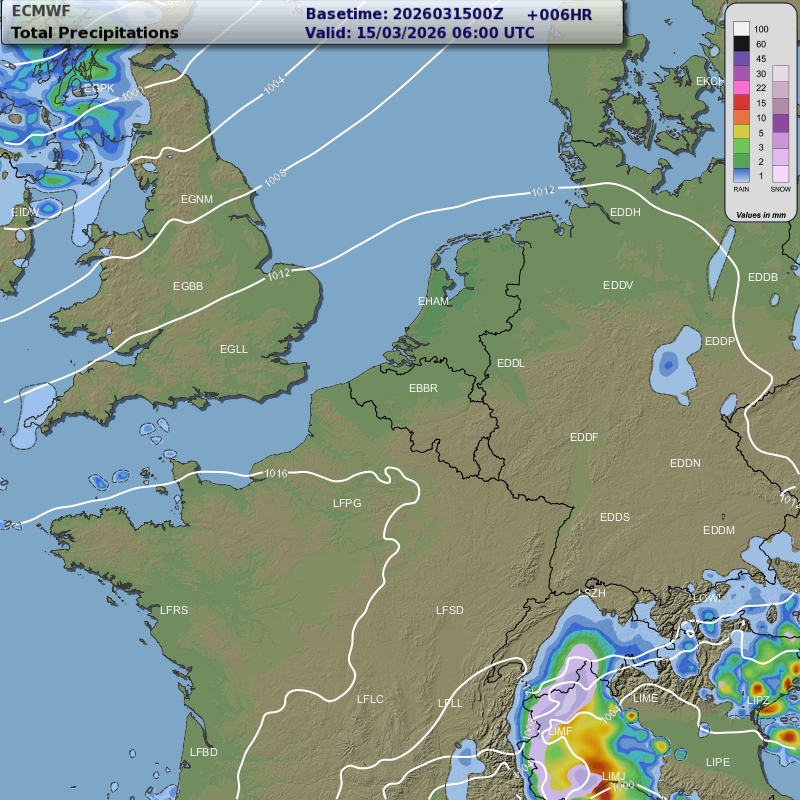 ECMWF
Total Precipitations
Basetime: 2026031500Z +006HR
Valid: 15/03/2026 06:00 UTC
100
60
45
30
22
15
10
5
3
2
1
RAIN SNOW
Values in mm
EGPK
1000
1004
EKCH
EIDW
EGNM
1008
1012
EDDH
EGBB
1012
EDDV
EDDB
EHAM
EGLL
EDDL
EDDP
EBBR
EDDF
1016
EDDN
LFPG
EDDS
EDDM
LSZH
LOWI
LFRS
LFSD
LFLC
LFLL
LIME
LIPZ
LIMF
LFBD
LIPE
LIMJ
1000